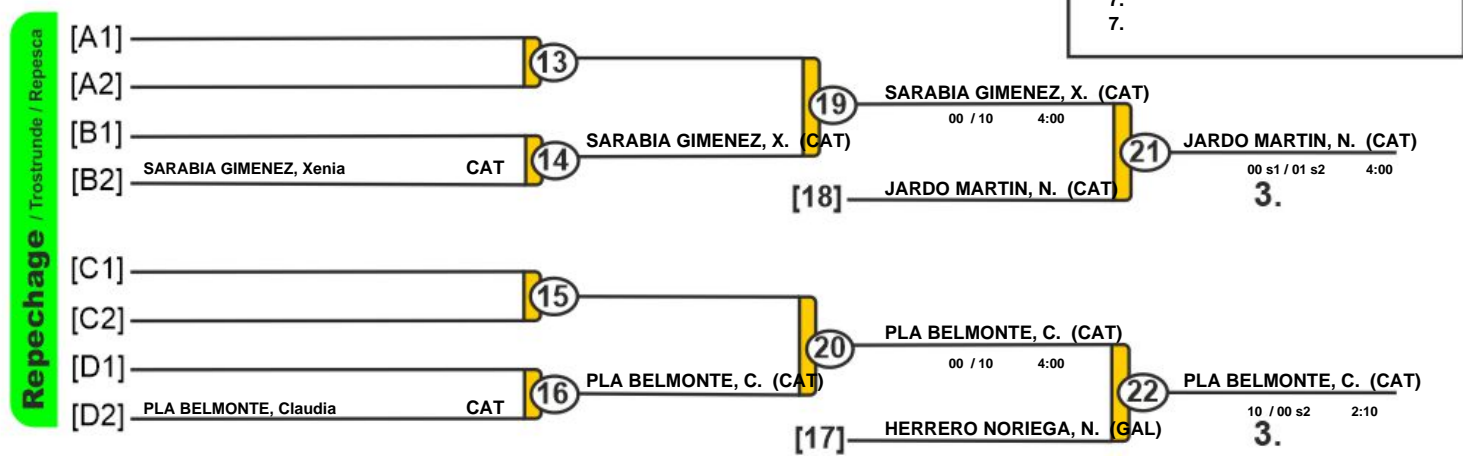 7.
7.
Repechage / Trostrunde / Repesca
[A1]
[A2]
13
[B1]
[B2] SARABIA GIMENEZ, Xenia CAT
14
SARABIA GIMENEZ, X. (CAT)
19
SARABIA GIMENEZ, X. (CAT)
00 / 10 4:00
[18] JARDO MARTIN, N. (CAT)
21
JARDO MARTIN, N. (CAT)
00 s1 / 01 s2 4:00
3.
[C1]
[C2]
15
[D1]
[D2] PLA BELMONTE, Claudia CAT
16
PLA BELMONTE, C. (CAT)
20
PLA BELMONTE, C. (CAT)
00 / 10 4:00
[17] HERRERO NORIEGA, N. (GAL)
22
PLA BELMONTE, C. (CAT)
10 / 00 s2 2:10
3.